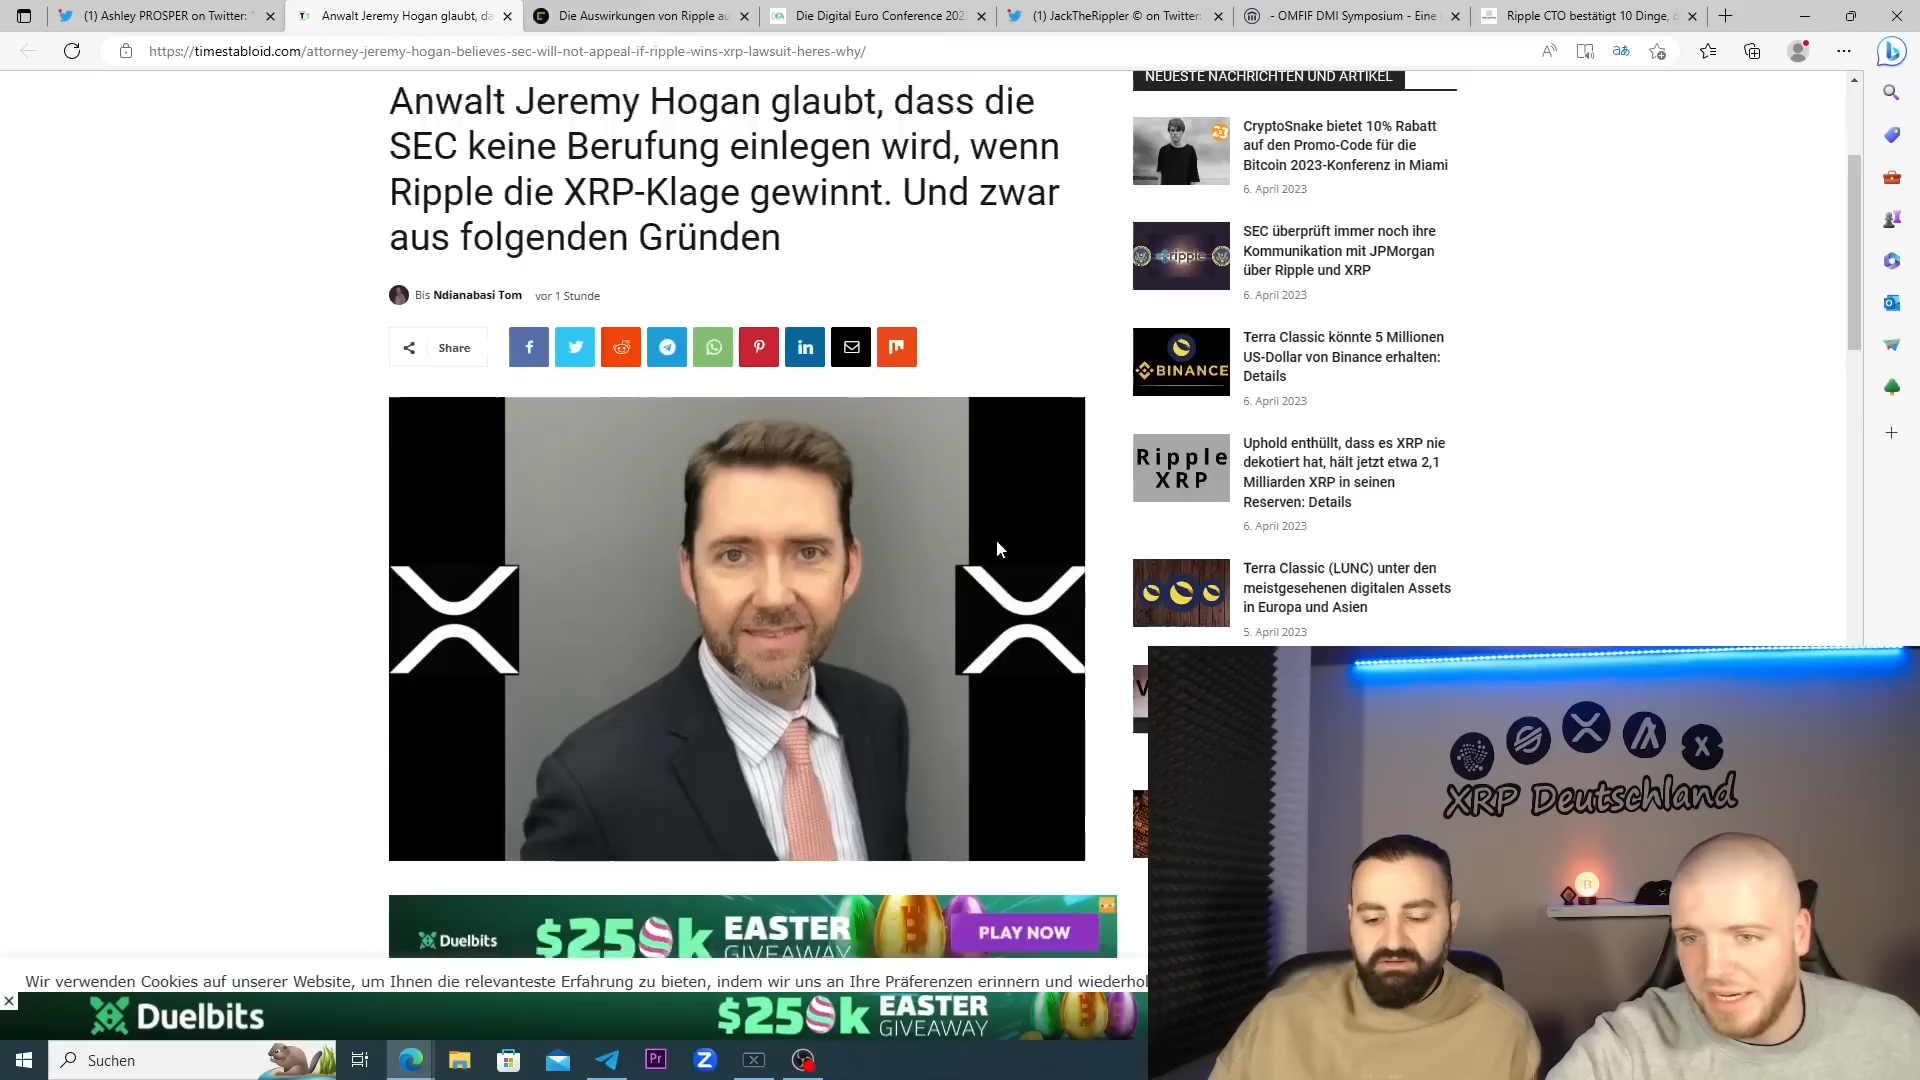 (1) Ashley PROSPER on Twitter: "
Anwalt Jeremy Hogan glaubt, da
Die Auswirkungen von Ripple au
Die Digital Euro Conference 202
(1) JackTheRippler © on Twitter:
- OMFIF DMI Symposium - Eine
Ripple CTO bestätigt 10 Dinge,
https://timestabloid.com/attorney-jeremy-hogan-believes-sec-will-not-appeal-if-ripple-wins-xrp-lawsuit-heres-why/
Anwalt Jeremy Hogan glaubt, dass die
SEC keine Berufung einlegen wird, wenn
Ripple die XRP-Klage gewinnt. Und zwar
aus folgenden Gründen
Bis Ndianabasi Tom vor 1 Stunde
Share
NEUESTE NACHRICHTEN UND ARTIKEL
CryptoSnake bietet 10% Rabatt
auf den Promo-Code für die
Bitcoin 2023-Konferenz in Miami
6. April 2023
ripple
SEC überprüft immer noch ihre
Kommunikation mit JPMorgan
über Ripple und XRP
6. April 2023
BINANCE
Terra Classic könnte 5 Millionen
US-Dollar von Binance erhalten:
Details
6. April 2023
Ripple
XRP
Uphold enthüllt, dass es XRP nie
dekotiert hat, hält jetzt etwa 2,1
Milliarden XRP in seinen
Reserven: Details
6. April 2023
Terra Classic (LUNC) unter den
meistgesehenen digitalen Assets
in Europa und Asien
5. April 2023
XRP Deutschland
Duelbits
$250k EASTER
GIVEAWAY
PLAY NOW
Wir verwenden Cookies auf unserer Website, um Ihnen die relevanteste Erfahrung zu bieten, indem wir uns an Ihre Präferenzen erinnern und wiederhol
Duelbits
$250k EASTER
GIVEAWAY
Suchen
Pr
Z